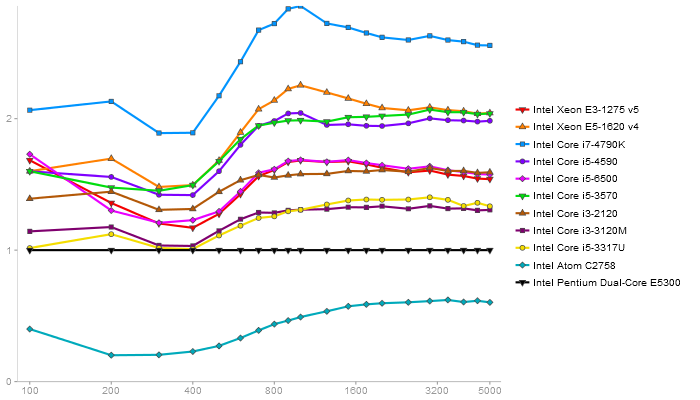 2
1
0
100
200
400
800
1600
3200
5000
Intel Xeon E3-1275 v5
Intel Xeon E5-1620 v4
Intel Core i7-4790K
Intel Core i5-4590
Intel Core i5-6500
Intel Core i5-3570
Intel Core i3-2120
Intel Core i3-3120M
Intel Core i5-3317U
Intel Atom C2758
Intel Pentium Dual-Core E5300